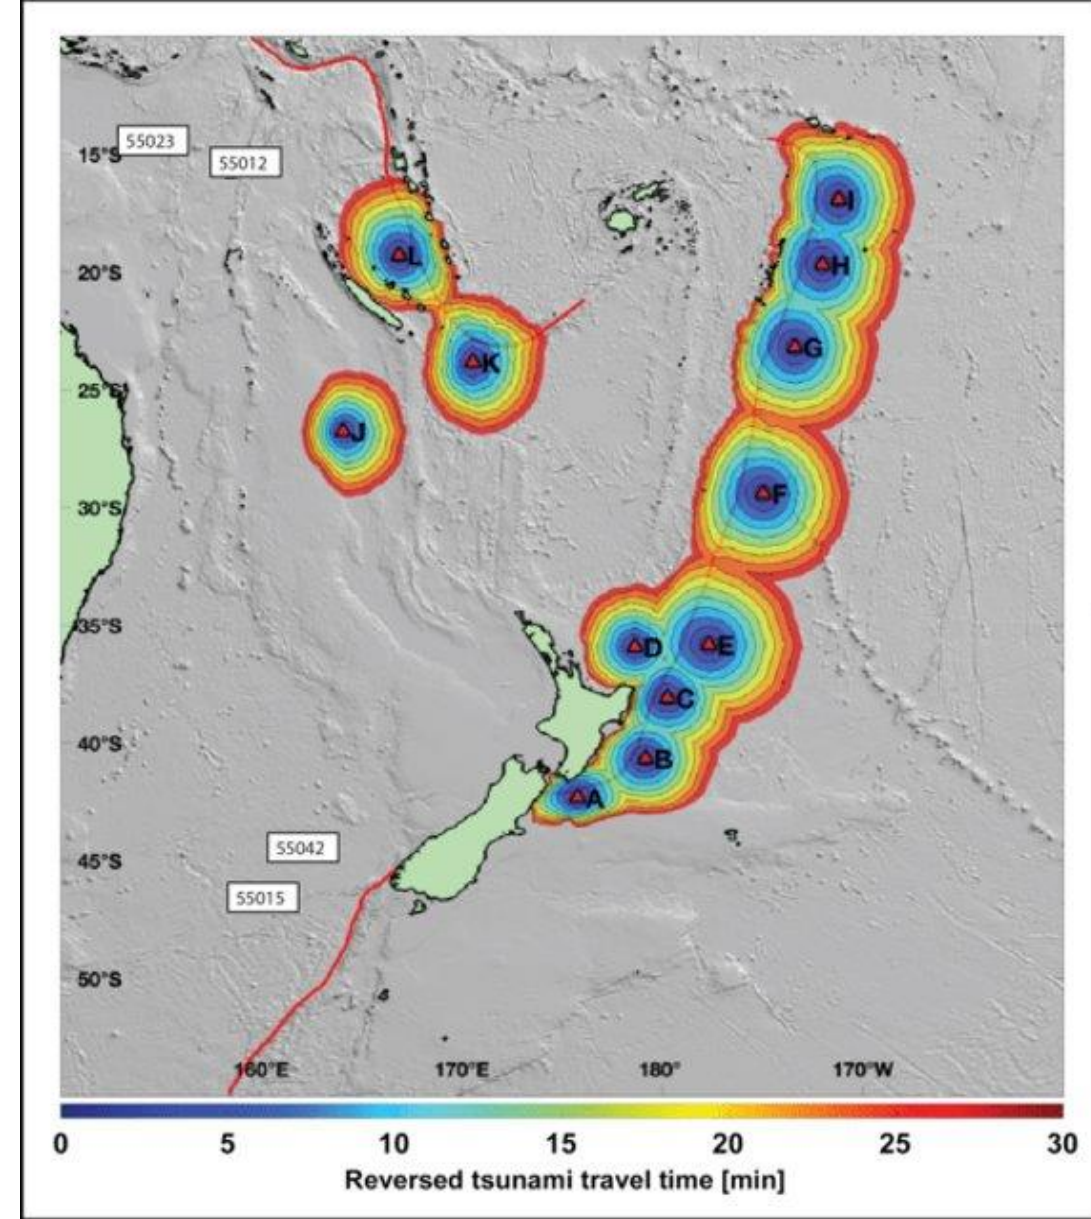 55023
15°S
55012
I
L
H
20°S
G
K
25°S
J
F
30°S
35°S
D
E
C
40°S
B
A
55042
45°S
55015
50°S
160°E 170°E 180° 170°W
0 5 10 15 20 25 30
Reversed tsunami travel time [min]